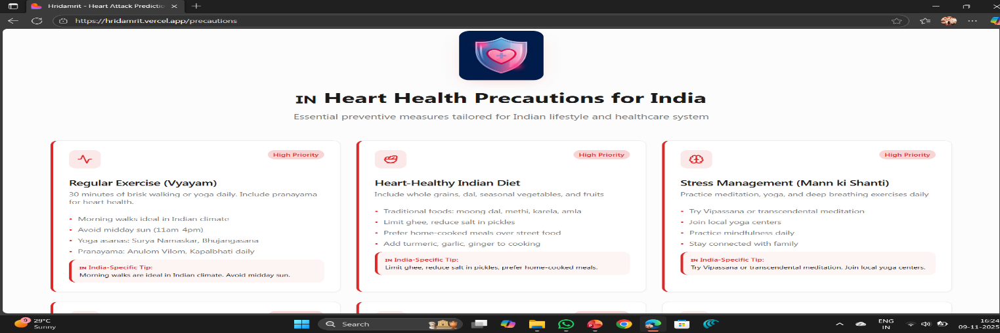 Hridamrit - Heart Attack Predictio
https://hridamrit.vercel.app/precautions
IN Heart Health Precautions for India
Essential preventive measures tailored for Indian lifestyle and healthcare system
High Priority
Regular Exercise (Vyayam)
30 minutes of brisk walking or yoga daily. Include pranayama
for heart health.
• Morning walks ideal in Indian climate
• Avoid midday sun (11am-4pm)
• Yoga asanas: Surya Namaskar, Bhujangasana
• Pranayama: Anulom Vilom, Kapalbhati daily
IN India-Specific Tip:
Morning walks are ideal in Indian climate. Avoid midday sun.
High Priority
Heart-Healthy Indian Diet
Include whole grains, dal, seasonal vegetables, and fruits
• Traditional foods: moong dal, methi, karela, amla
• Limit ghee, reduce salt in pickles
• Prefer home-cooked meals over street food
• Add turmeric, garlic, ginger to cooking
IN India-Specific Tip:
Limit ghee, reduce salt in pickles, prefer home-cooked meals.
High Priority
Stress Management (Mann ki Shanti)
Practice meditation, yoga, and deep breathing exercises daily
• Try Vipassana or transcendental meditation
• Join local yoga centers
• Practice mindfulness daily
• Stay connected with family
IN India-Specific Tip:
Try Vipassana or transcendental meditation. Join local yoga centers.
9
29°C
Sunny
Search
ENG
IN
16:24
09-11-2025